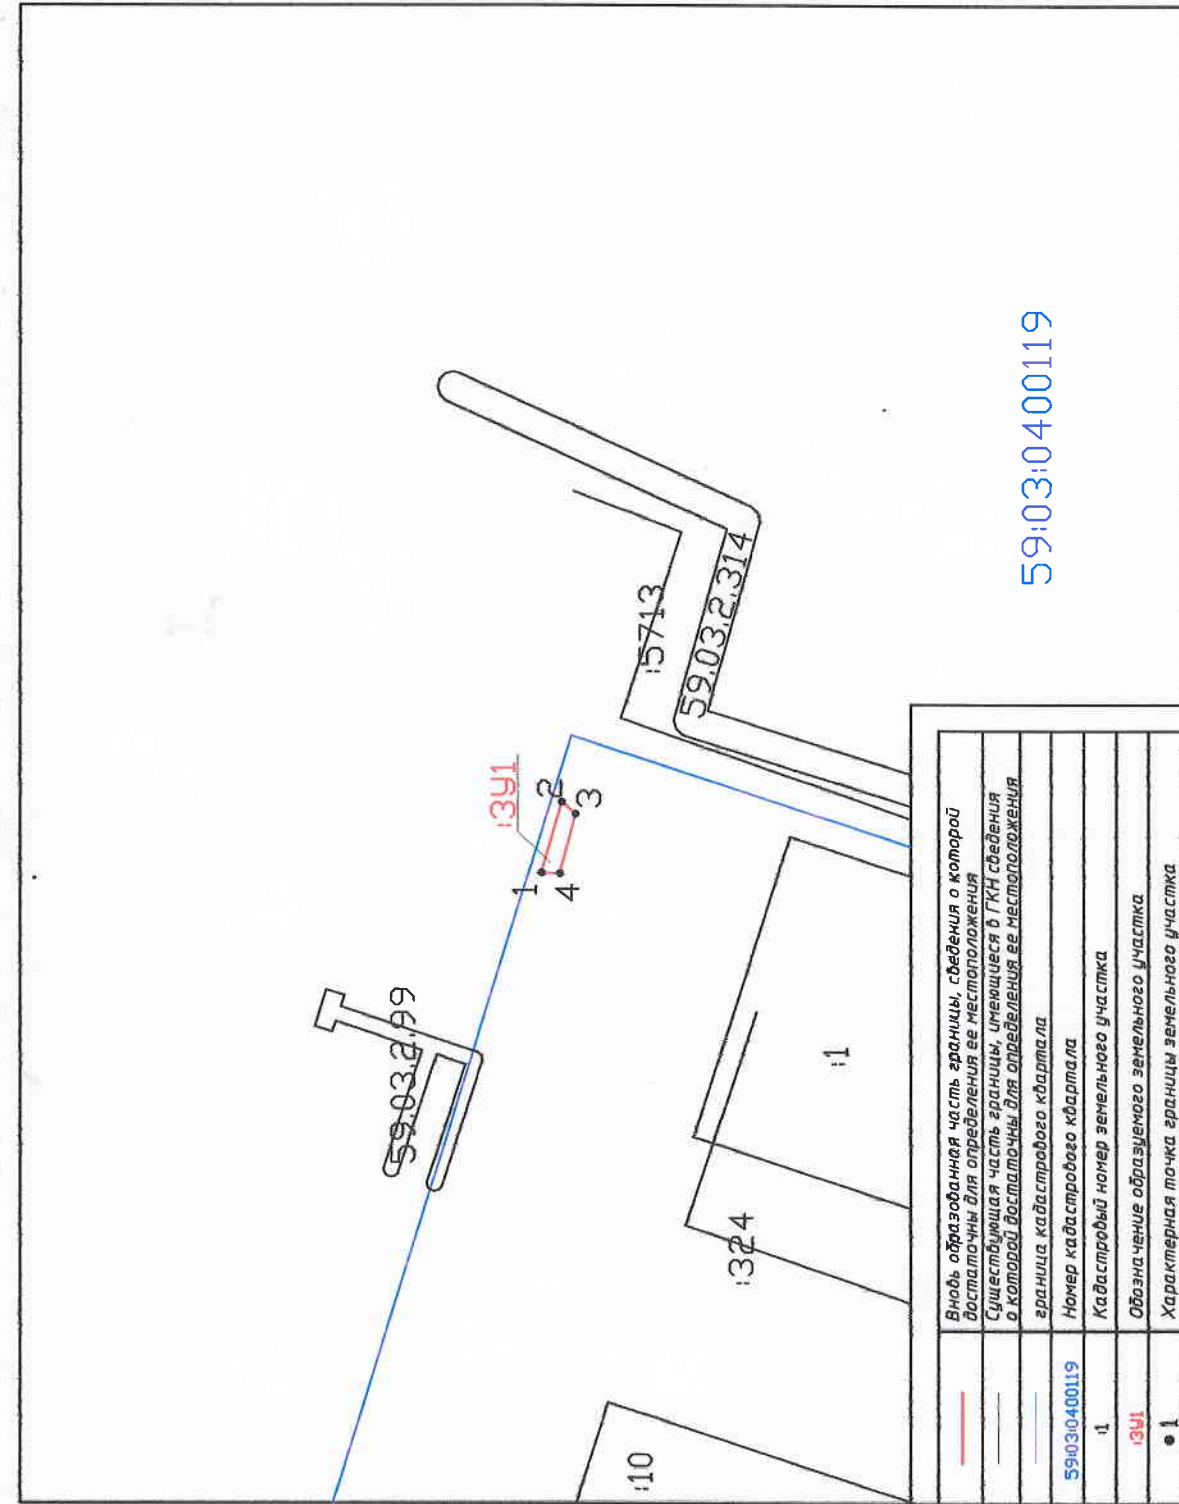 59.03.2.99
:ЗУ1
1
2
3
4
:5713
59.03.2.314
:10
:324
:1
59:03:0400119
Вновь образованная часть границы, сведения о которой
достаточны для определения ее местоположения
Существующая часть границы, имеющиеся в ГКН сведения
о которой достаточны для определения ее местоположения
граница кадастрового квартала
59:03:0400119 Номер кадастрового квартала
:1 Кадастровый номер земельного участка
:ЗУ1 Обозначение образуемого земельного участка
1 Характерная точка границы земельного участка